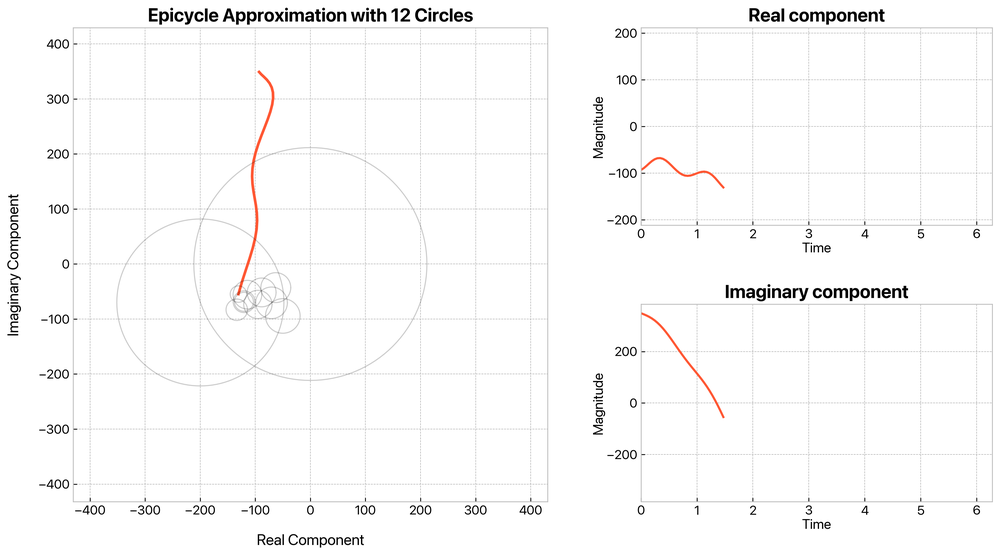 Epicycle Approximation with 12 Circles
400
300
200
100
0
−100
−200
−300
−400
−400 −300 −200 −100 0 100 200 300 400
Imaginary Component
Real Component
Real component
200
100
0
−100
−200
0 1 2 3 4 5 6
Magnitude
Time
Imaginary component
200
0
−200
0 1 2 3 4 5 6
Magnitude
Time